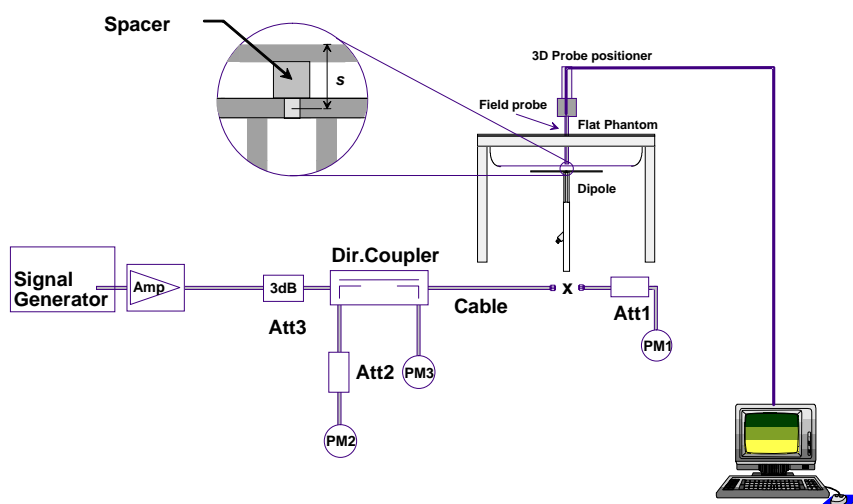 Spacer
s
3D Probe positioner
Field probe
Flat Phantom
Dipole
Signal
Generator
Amp
3dB
Att3
Dir.Coupler
Cable
x
Att1
PM1
Att2
PM3
PM2